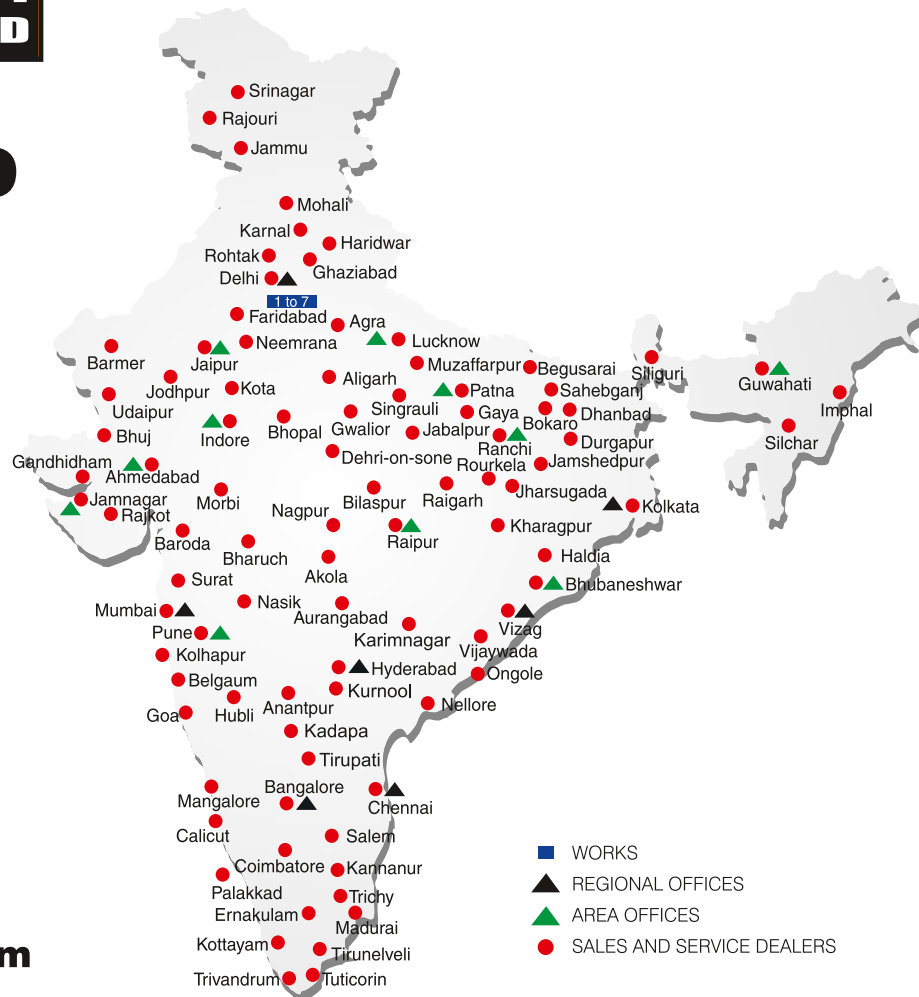 D
Srinagar
Rajouri
Jammu
Mohali
Karnal
Haridwar
Rohtak
Ghaziabad
Delhi
1 to 7
Faridabad
Agra
Neemrana
Lucknow
Barmer
Jaipur
Muzaffarpur
Begusarai
Siliguri
Guwahati
Jodhpur
Kota
Aligarh
Patna
Sahebganj
Imphal
Udaipur
Singrauli
Gaya
Bokaro
Dhanbad
Bhuj
Indore
Bhopal
Gwalior
Jabalpur
Ranchi
Durgapur
Silchar
Gandhidham
Ahmedabad
Dehri-on-sone
Rourkela
Jamshedpur
Jamnagar
Morbi
Bilaspur
Raigarh
Jharsugada
Kolkata
Rajkot
Nagpur
Kharagpur
Baroda
Raipur
Bharuch
Akola
Haldia
Surat
Bhubaneshwar
Mumbai
Nasik
Aurangabad
Vizag
Pune
Karimnagar
Vijaywada
Kolhapur
Hyderabad
Ongole
Belgaum
Kurnool
Goa
Hubli
Anantpur
Nellore
Kadapa
Tirupati
Mangalore
Bangalore
Chennai
Calicut
Salem
Coimbatore
Kannanur
Palakkad
Trichy
Ernakulam
Madurai
Kottayam
Tirunelveli
Trivandrum
Tuticorin
WORKS
REGIONAL OFFICES
AREA OFFICES
SALES AND SERVICE DEALERS
m